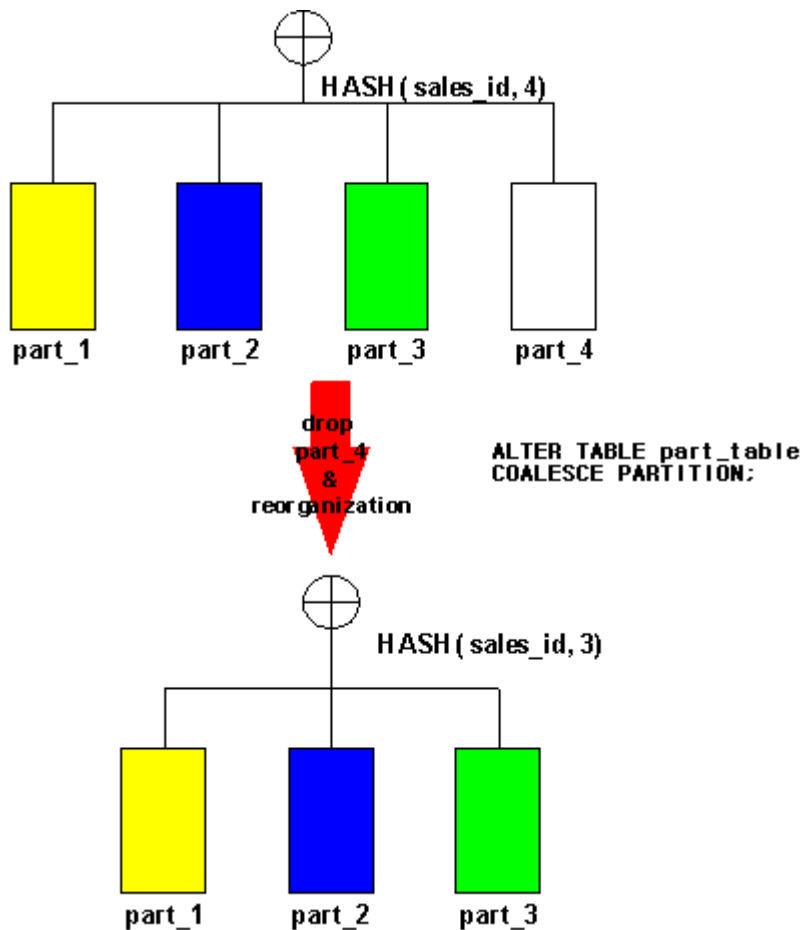 HASH(sales_id, 4)
part_1 part_2 part_3 part_4
drop
part_4
&
reorganization
ALTER TABLE part_table
COALESCE PARTITION;
HASH(sales_id, 3)
part_1 part_2 part_3